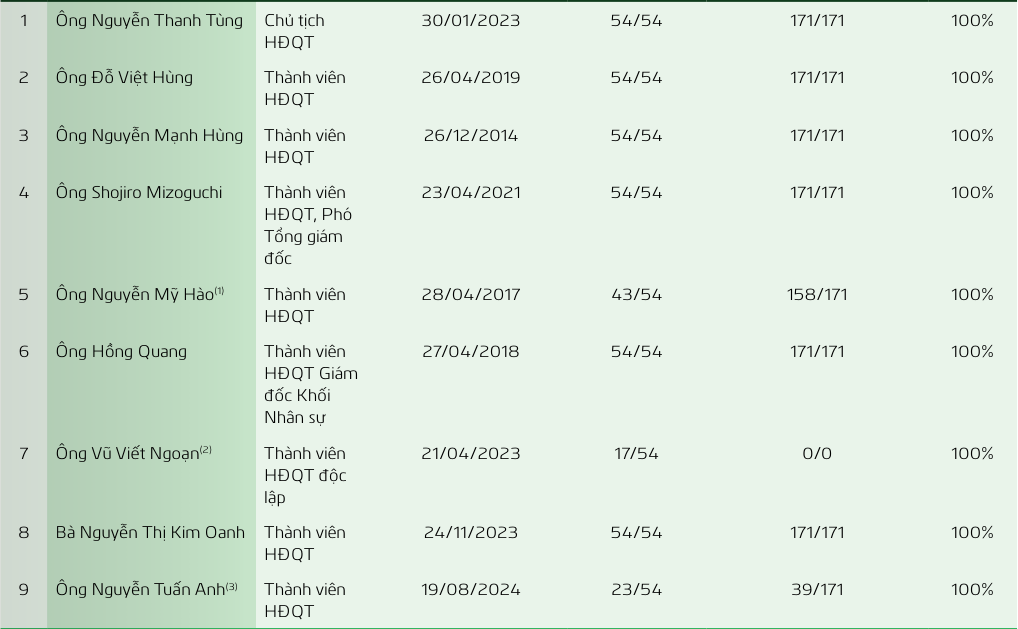 1 Ông Nguyễn Thanh Tùng Chủ tịch 30/01/2023 54/54 171/171 100%
HĐQT
2 Ông Đỗ Việt Hùng Thành viên 26/04/2019 54/54 171/171 100%
HĐQT
3 Ông Nguyễn Mạnh Hùng Thành viên 26/12/2014 54/54 171/171 100%
HĐQT
4 Ông Shojiro Mizoguchi Thành viên 23/04/2021 54/54 171/171 100%
HĐQT, Phó
Tổng giám
đốc
5 Ông Nguyễn Mỹ Hào(1) Thành viên 28/04/2017 43/54 158/171 100%
HĐQT
6 Ông Hồng Quang Thành viên 27/04/2018 54/54 171/171 100%
HĐQT Giám
đốc Khối
Nhân sự
7 Ông Vũ Viết Ngoạn(2) Thành viên 21/04/2023 17/54 0/0 100%
HĐQT độc
lập
8 Bà Nguyễn Thị Kim Oanh Thành viên 24/11/2023 54/54 171/171 100%
HĐQT
9 Ông Nguyễn Tuấn Anh(3) Thành viên 19/08/2024 23/54 39/171 100%
HĐQT